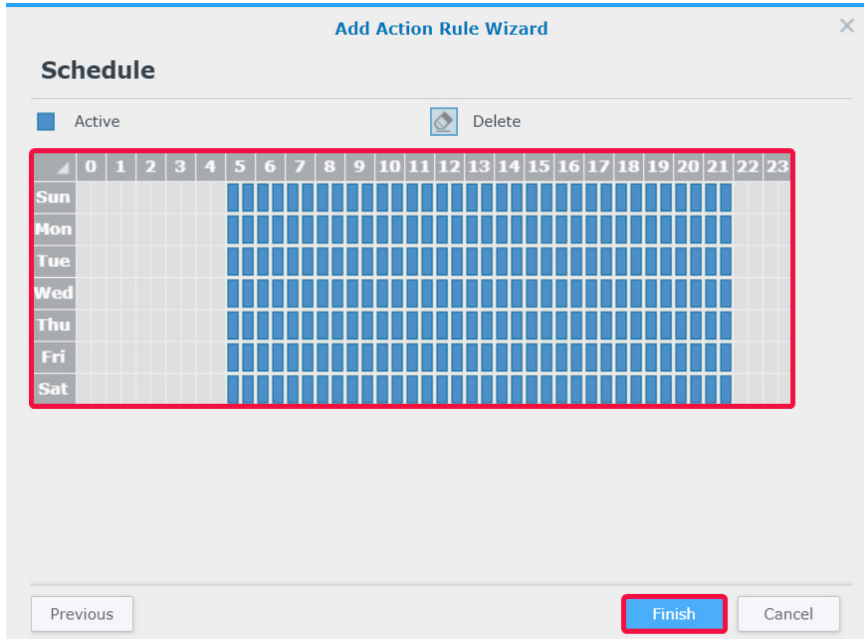 Add Action Rule Wizard
Schedule
Active Delete
0 1 2 3 4 5 6 7 8 9 10 11 12 13 14 15 16 17 18 19 20 21 22 23
Sun
Mon
Tue
Wed
Thu
Fri
Sat
Previous Finish Cancel